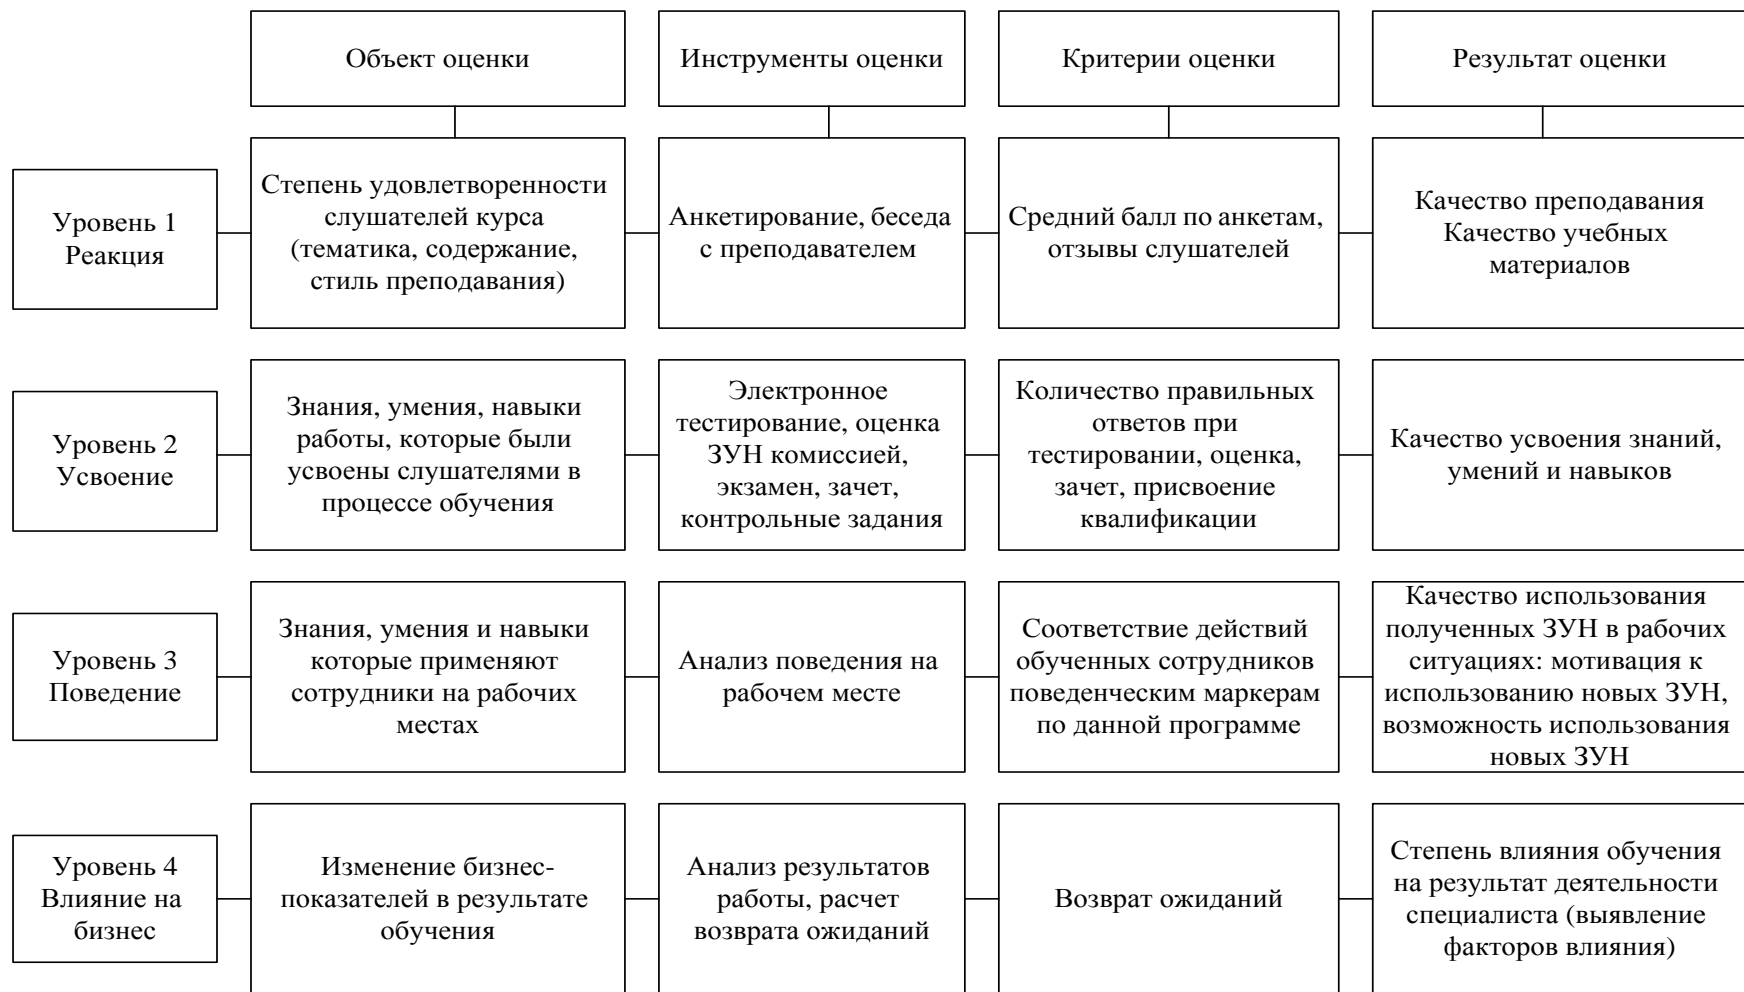 Объект оценки
Инструменты оценки
Критерии оценки
Результат оценки
Уровень 1
Реакция
Степень удовлетворенности
слушателей курса
(тематика, содержание,
стиль преподавания)
Анкетирование, беседа
с преподавателем
Средний балл по анкетам,
отзывы слушателей
Качество преподавания
Качество учебных
материалов
Уровень 2
Усвоение
Знания, умения, навыки
работы, которые были
усвоены слушателями в
процессе обучения
Электронное
тестирование, оценка
ЗУН комиссией,
экзамен, зачет,
контрольные задания
Количество правильных
ответов при
тестировании, оценка,
зачет, присвоение
квалификации
Качество усвоения знаний,
умений и навыков
Уровень 3
Поведение
Знания, умения и навыки
которые применяют
сотрудники на рабочих
местах
Анализ поведения на
рабочем месте
Соответствие действий
обученных сотрудников
поведенческим маркерам
по данной программе
Качество использования
полученных ЗУН в рабочих
ситуациях: мотивация к
использованию новых ЗУН,
возможность использования
новых ЗУН
Уровень 4
Влияние на
бизнес
Изменение бизнес-
показателей в результате
обучения
Анализ результатов
работы, расчет
возврата ожиданий
Возврат ожиданий
Степень влияния обучения
на результат деятельности
специалиста (выявление
факторов влияния)